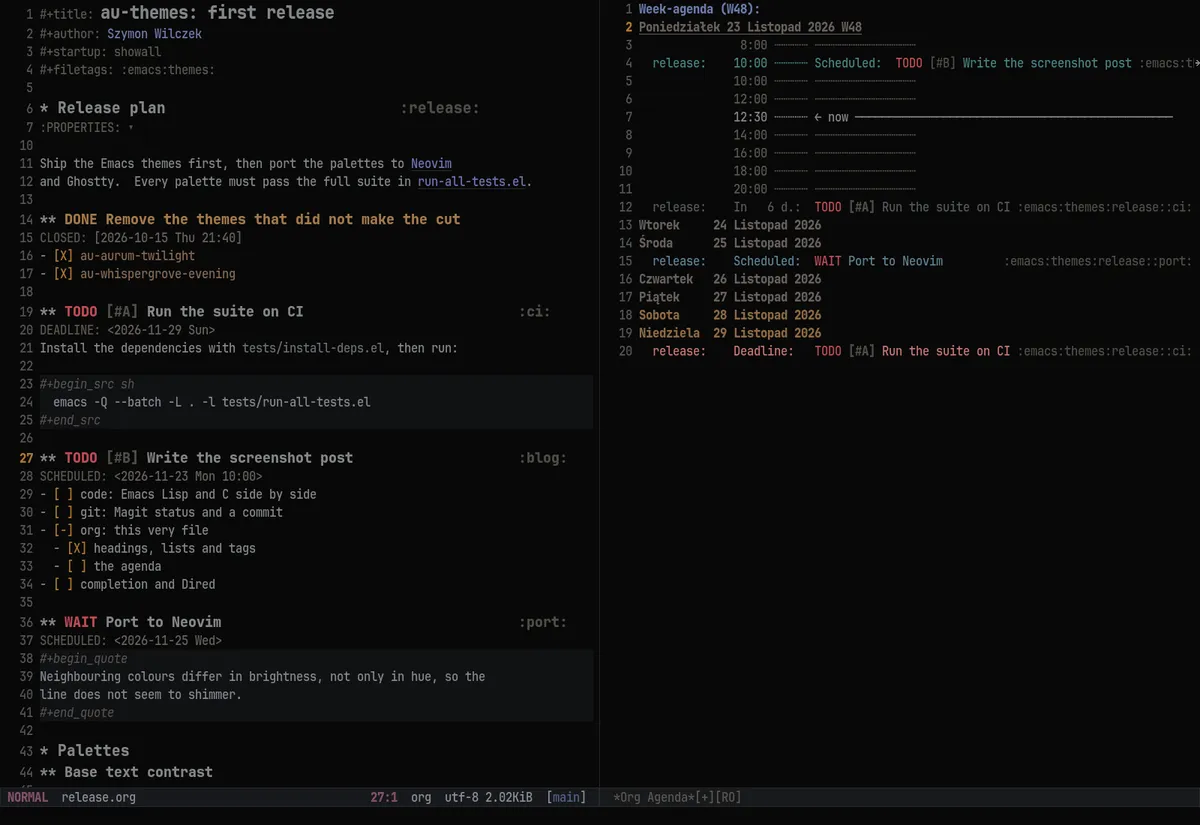 1 #+title: au-themes: first release
2 #+author: Szymon Wilczek
3 #+startup: showall
4 #+filetags: :emacs:themes:
5
6 * Release plan :release:
7 :PROPERTIES: ▾
10
11 Ship the Emacs themes first, then port the palettes to Neovim
12 and Ghostty.  Every palette must pass the full suite in run-all-tests.el.
13
14 ** DONE Remove the themes that did not make the cut
15 CLOSED: [2026-10-15 Thu 21:40]
16 - [X] au-aurum-twilight
17 - [X] au-whispergrove-evening
18
19 ** TODO [#A] Run the suite on CI :ci:
20 DEADLINE: <2026-11-29 Sun>
21 Install the dependencies with tests/install-deps.el, then run:
22
23 #+begin_src sh
24   emacs -Q --batch -L . -l tests/run-all-tests.el
25 #+end_src
26
27 ** TODO [#B] Write the screenshot post :blog:
28 SCHEDULED: <2026-11-23 Mon 10:00>
29 - [ ] code: Emacs Lisp and C side by side
30 - [ ] git: Magit status and a commit
31 - [-] org: this very file
32   - [X] headings, lists and tags
33   - [ ] the agenda
34 - [ ] completion and Dired
35
36 ** WAIT Port to Neovim :port:
37 SCHEDULED: <2026-11-25 Wed>
38 #+begin_quote
39 Neighbouring colours differ in brightness, not only in hue, so the
40 line does not seem to shimmer.
41 #+end_quote
42
43 * Palettes
44 ** Base text contrast
NORMAL release.org 27:1 org utf-8 2.02KiB [main]
1 Week-agenda (W48):
2 Poniedziałek 23 Listopad 2026 W48
3 8:00 ┄┄┄┄┄ ┄┄┄┄┄┄┄┄┄┄┄┄┄┄┄
4 release: 10:00 ┄┄┄┄┄ Scheduled: TODO [#B] Write the screenshot post :emacs:t
5 10:00 ┄┄┄┄┄ ┄┄┄┄┄┄┄┄┄┄┄┄┄┄┄
6 12:00 ┄┄┄┄┄ ┄┄┄┄┄┄┄┄┄┄┄┄┄┄┄
7 12:30 ┄┄┄┄┄ ← now ───────────────
8 14:00 ┄┄┄┄┄ ┄┄┄┄┄┄┄┄┄┄┄┄┄┄┄
9 16:00 ┄┄┄┄┄ ┄┄┄┄┄┄┄┄┄┄┄┄┄┄┄
10 18:00 ┄┄┄┄┄ ┄┄┄┄┄┄┄┄┄┄┄┄┄┄┄
11 20:00 ┄┄┄┄┄ ┄┄┄┄┄┄┄┄┄┄┄┄┄┄┄
12 release: In 6 d.: TODO [#A] Run the suite on CI :emacs:themes:release::ci:
13 Wtorek 24 Listopad 2026
14 Środa 25 Listopad 2026
15 release: Scheduled: WAIT Port to Neovim :emacs:themes:release::port:
16 Czwartek 26 Listopad 2026
17 Piątek 27 Listopad 2026
18 Sobota 28 Listopad 2026
19 Niedziela 29 Listopad 2026
20 release: Deadline: TODO [#A] Run the suite on CI :emacs:themes:release::ci:
*Org Agenda*[+][RO]